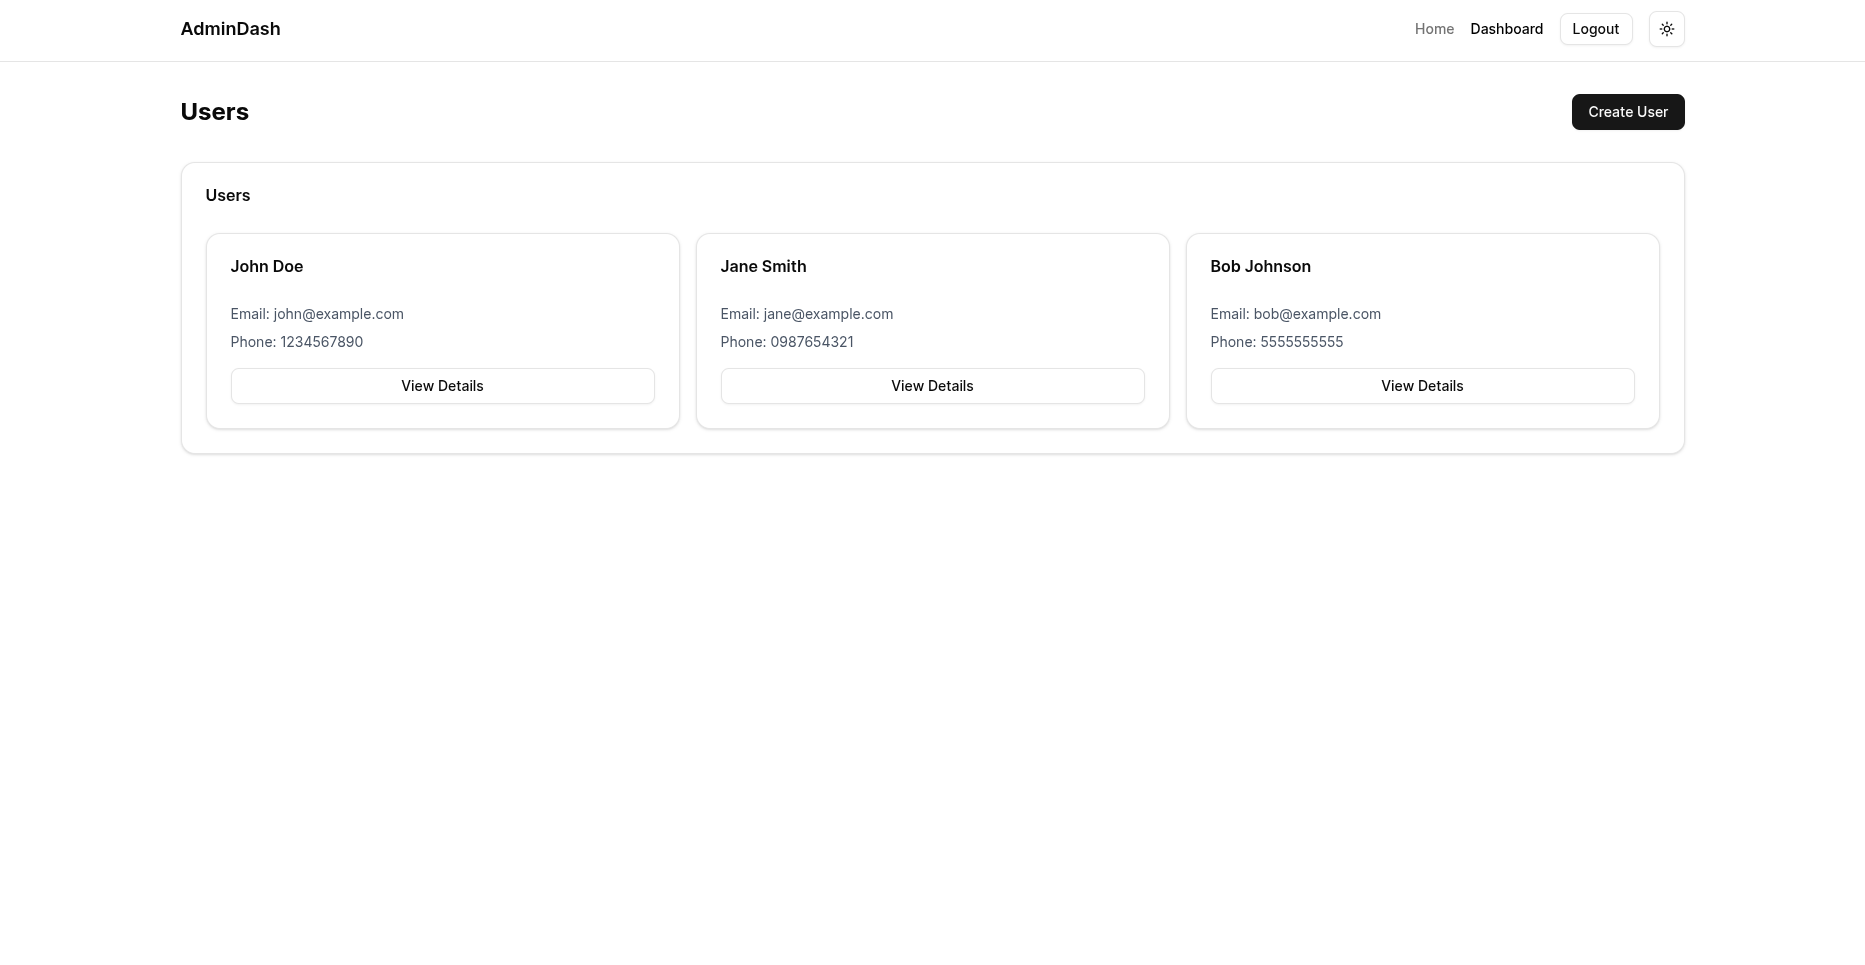 AdminDash
Home Dashboard Logout
Users
Create User
Users
John Doe
Email: john@example.com
Phone: 1234567890
View Details
Jane Smith
Email: jane@example.com
Phone: 0987654321
View Details
Bob Johnson
Email: bob@example.com
Phone: 5555555555
View Details